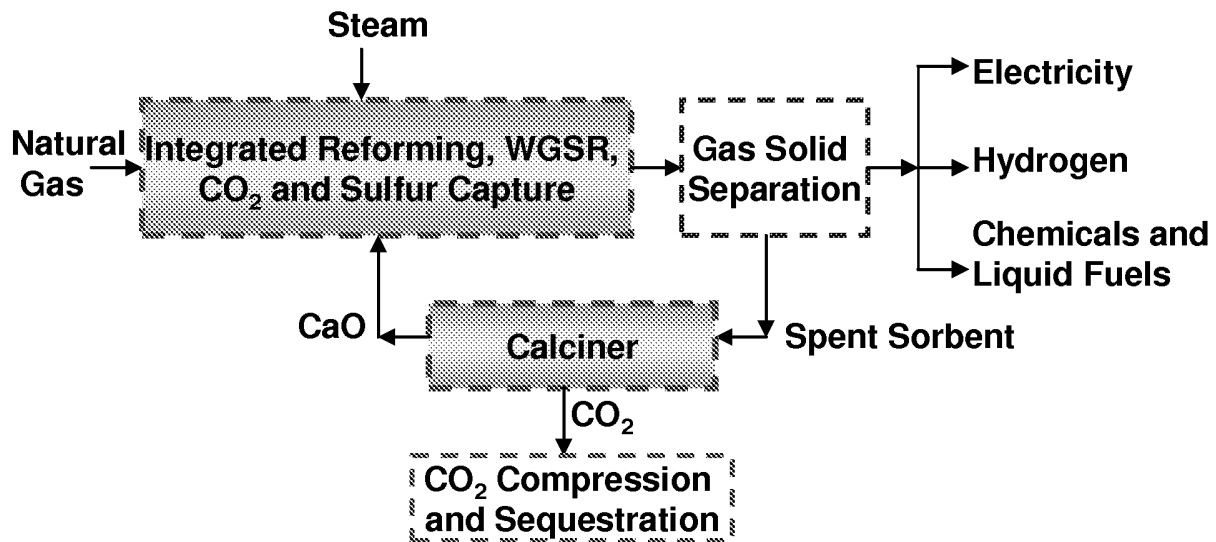 Steam
Natural
Gas
Integrated Reforming, WGSR,
CO₂ and Sulfur Capture
Gas Solid
Separation
Electricity
Hydrogen
Chemicals and
Liquid Fuels
CaO
Calciner
Spent Sorbent
CO₂
CO₂ Compression
and Sequestration